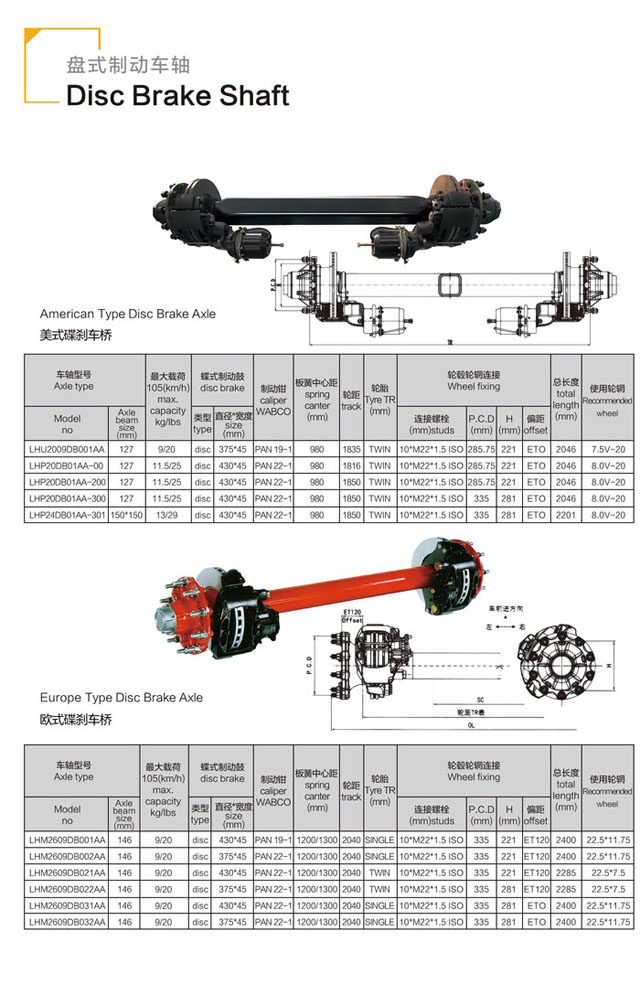 盘式制动车轴
Disc Brake Shaft
P.C.D
TR
American Type Disc Brake Axle
美式碟刹车桥
车轴型号 Axle type 最大载荷 105(km/h) max. capacity kg/lbs 蝶式制动鼓 disc brake 制动钳 caliper WABCO 板簧中心距 spring canter (mm) 轮距 track 轮胎 Tyre TR (mm) 轮毂轮辋连接 Wheel fixing 总长度 total length (mm) 使用轮辋 Recommended wheel
Model no Axle beam size (mm) 类型 type 直径*宽度 size (mm) 连接螺栓 (mm)studs P.C.D (mm) H (mm) 偏距 offset
LHU2009DB001AA 127 9/20 disc 375*45 PAN 19-1 980 1835 TWIN 10*M22*1.5 ISO 285.75 221 ETO 2046 7.5V-20
LHP20DB01AA-00 127 11.5/25 disc 430*45 PAN 22-1 980 1816 TWIN 10*M22*1.5 ISO 285.75 221 ETO 2046 8.0V-20
LHP20DB01AA-200 127 11.5/25 disc 430*45 PAN 22-1 980 1850 TWIN 10*M22*1.5 ISO 285.75 221 ETO 2046 8.0V-20
LHP20DB01AA-300 127 11.5/25 disc 430*45 PAN 22-1 980 1850 TWIN 10*M22*1.5 ISO 335 281 ETO 2046 8.0V-20
LHP24DB01AA-301 150*150 13/29 disc 430*45 PAN 22-1 980 1850 TWIN 10*M22*1.5 ISO 335 281 ETO 2201 8.0V-20
ET120
Offset
车前进方向
左 右
P.C.D
H
SC
轮距TR表
OL
Europe Type Disc Brake Axle
欧式碟刹车桥
车轴型号 Axle type 最大载荷 105(km/h) max. capacity kg/lbs 蝶式制动鼓 disc brake 制动钳 caliper WABCO 板簧中心距 spring canter (mm) 轮距 track 轮胎 Tyre TR (mm) 轮毂轮辋连接 Wheel fixing 总长度 total length (mm) 使用轮辋 Recommended wheel
Model no Axle beam size (mm) 类型 type 直径*宽度 size (mm) 连接螺栓 (mm)studs P.C.D (mm) H (mm) 偏距 offset
LHM2609DB001AA 146 9/20 disc 430*45 PAN 19-1 1200/1300 2040 SINGLE 10*M22*1.5 ISO 335 221 ET120 2400 22.5*11.75
LHM2609DB002AA 146 9/20 disc 375*45 PAN 22-1 1200/1300 2040 SINGLE 10*M22*1.5 ISO 335 221 ET120 2400 22.5*11.75
LHM2609DB021AA 146 9/20 disc 430*45 PAN 22-1 1200/1300 2040 TWIN 10*M22*1.5 ISO 335 221 ET120 2285 22.5*7.5
LHM2609DB022AA 146 9/20 disc 375*45 PAN 22-1 1200/1300 2040 TWIN 10*M22*1.5 ISO 335 281 ET120 2285 22.5*7.5
LHM2609DB031AA 146 9/20 disc 430*45 PAN 22-1 1200/1300 2040 SINGLE 10*M22*1.5 ISO 335 281 ETO 2400 22.5*11.75
LHM2609DB032AA 146 9/20 disc 375*45 PAN 22-1 1200/1300 2040 SINGLE 10*M22*1.5 ISO 335 281 ETO 2400 22.5*11.75